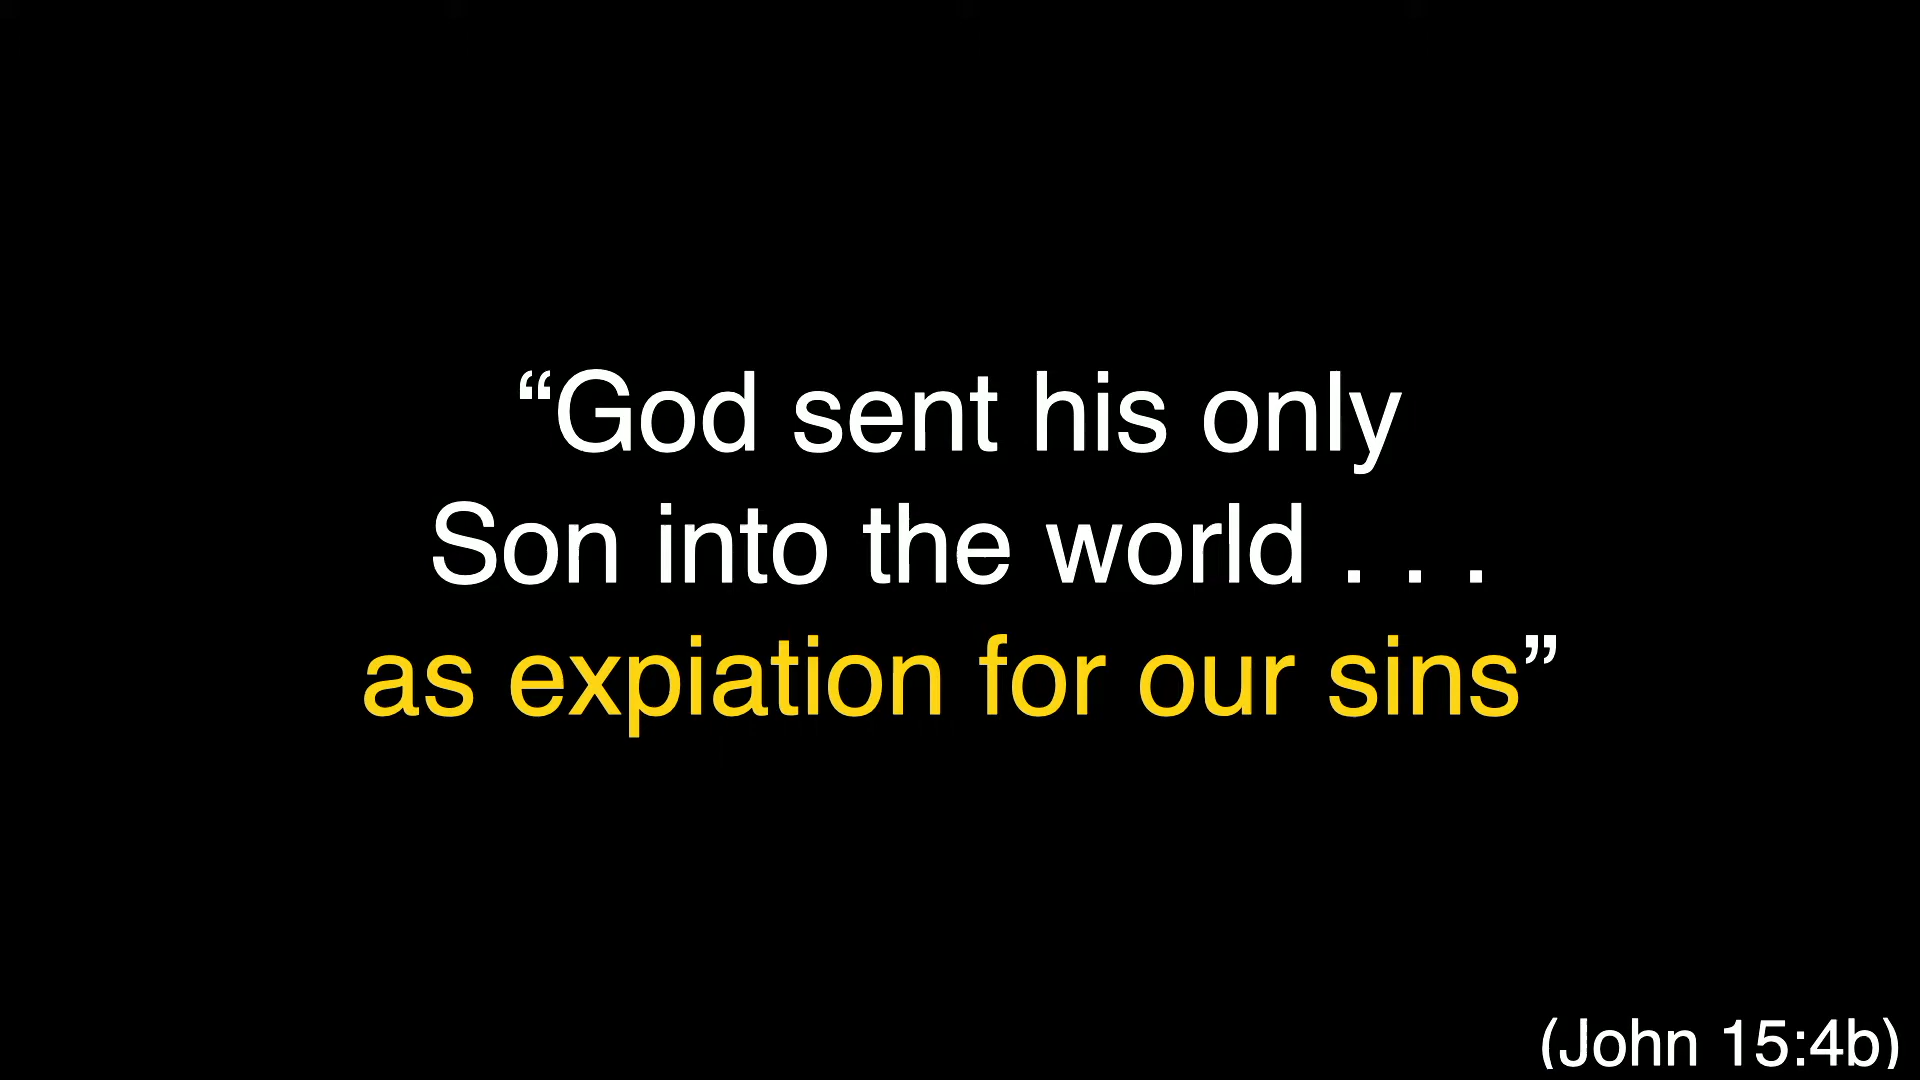 “God sent his only
Son into the world . . .
as expiation for our sins”
(John 15:4b)